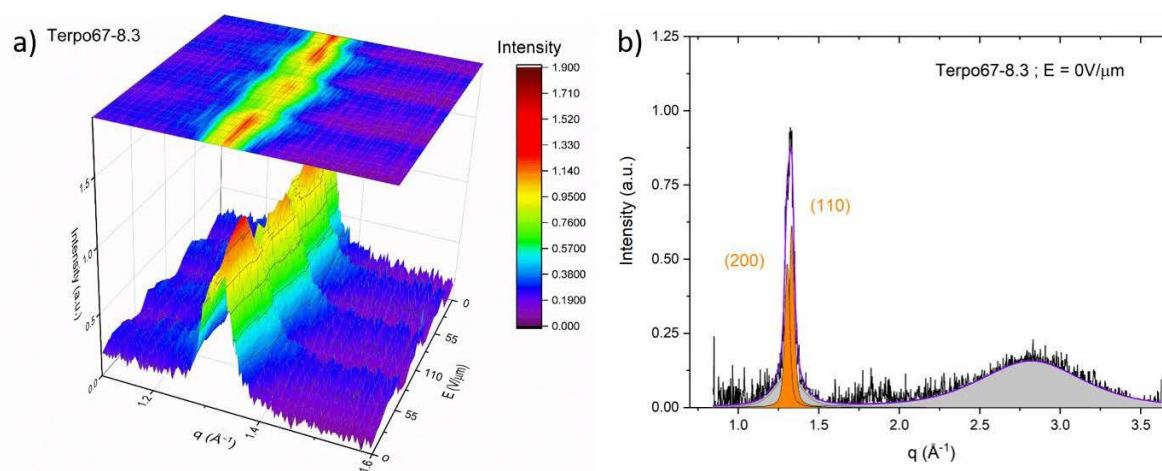 a)
Terpo67-8.3
Intensity
1.900
1.710
1.520
1.330
1.140
0.9500
0.7600
0.5700
0.3800
0.1900
0.000
1.5
1.0
0.5
0.0
Intensity (a.u.)
1.2
1.4
1.6
q (Å⁻¹)
0
55
110
55
0
E (V/μm)
b)
1.25
1.00
0.75
0.50
0.25
0.00
Intensity (a.u.)
Terpo67-8.3 ; E = 0V/μm
(110)
(200)
1.0 1.5 2.0 2.5 3.0 3.5
q (Å⁻¹)